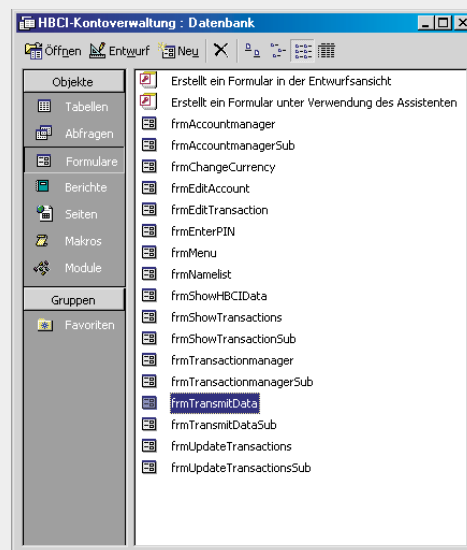 HBCI-Kontoverwaltung : Datenbank
Öffnen Entwurf Neu
Objekte
Tabellen
Abfragen
Formulare
Berichte
Seiten
Makros
Module
Gruppen
Favoriten
Erstellt ein Formular in der Entwurfsansicht
Erstellt ein Formular unter Verwendung des Assistenten
frmAccountmanager
frmAccountmanagerSub
frmChangeCurrency
frmEditAccount
frmEditTransaction
frmEnterPIN
frmMenu
frmNamelist
frmShowHBCIData
frmShowTransactions
frmShowTransactionSub
frmTransactionmanager
frmTransactionmanagerSub
frmTransmitData
frmTransmitDataSub
frmUpdateTransactions
frmUpdateTransactionsSub